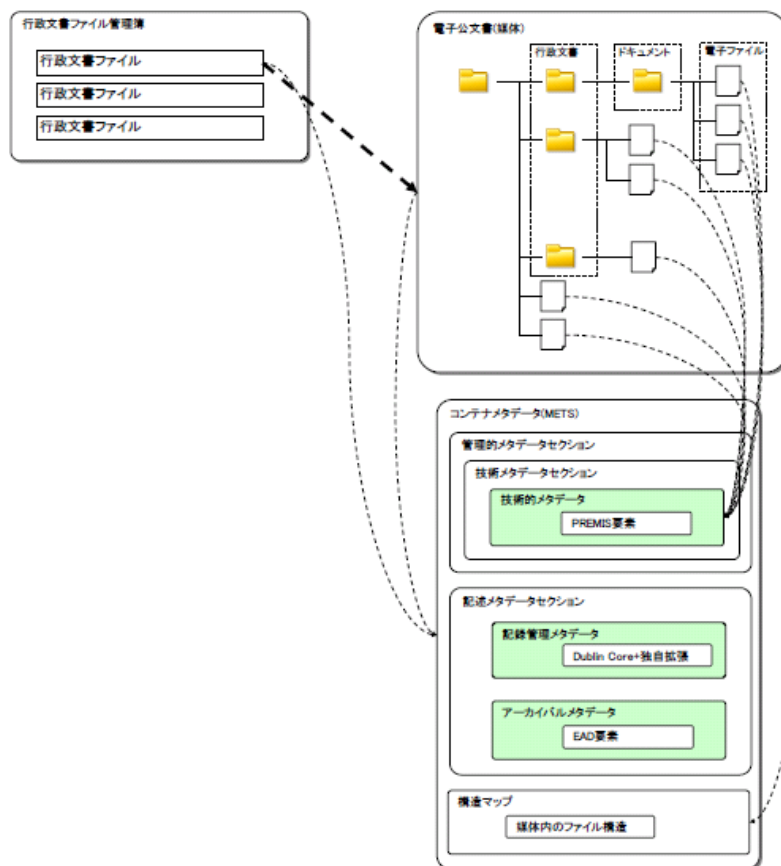 行政文書ファイル管理簿
行政文書ファイル
行政文書ファイル
行政文書ファイル
電子公文書(媒体)
行政文書
ドキュメント
電子ファイル
コンテナメタデータ(METS)
管理的メタデータセクション
技術メタデータセクション
技術的メタデータ
PREMIS要素
記述メタデータセクション
記録管理メタデータ
Dublin Core+独自拡張
アーカイバルメタデータ
EAD要素
構造マップ
媒体内のファイル構造